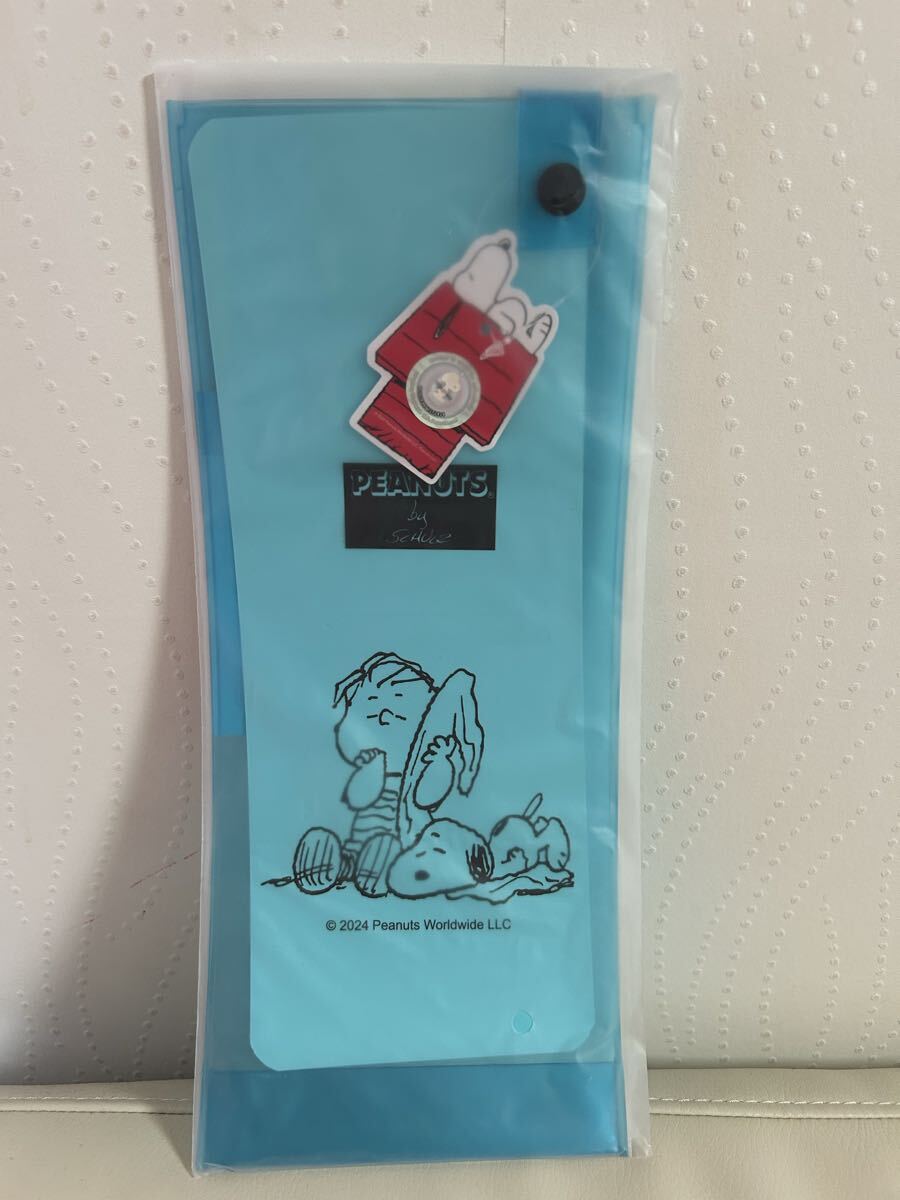 PEANUTS®
by
SCHULZ
© 2024 Peanuts Worldwide LLC